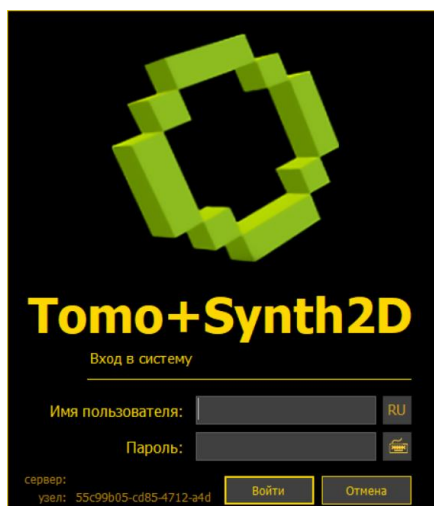 Tomo+Synth2D
Вход в систему
Имя пользователя: RU
Пароль:
сервер:
узел: 55c99b05-cd85-4712-a4d
Войти Отмена